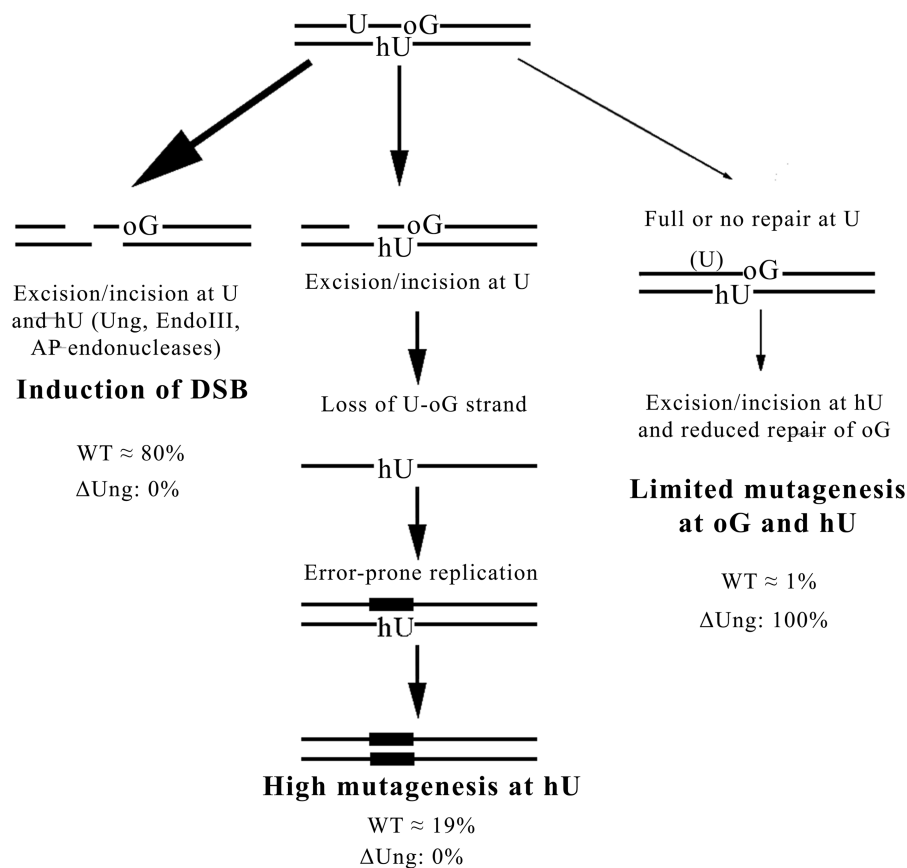 U oG
hU
oG
Excision/incision at U
and hU (Ung, EndoIII,
AP endonucleases)
Induction of DSB
WT ≈ 80%
ΔUng: 0%
oG
hU
Excision/incision at U
Loss of U-oG strand
hU
Error-prone replication
hU
High mutagenesis at hU
WT ≈ 19%
ΔUng: 0%
Full or no repair at U
(U)
oG
hU
Excision/incision at hU
and reduced repair of oG
Limited mutagenesis
at oG and hU
WT ≈ 1%
ΔUng: 100%